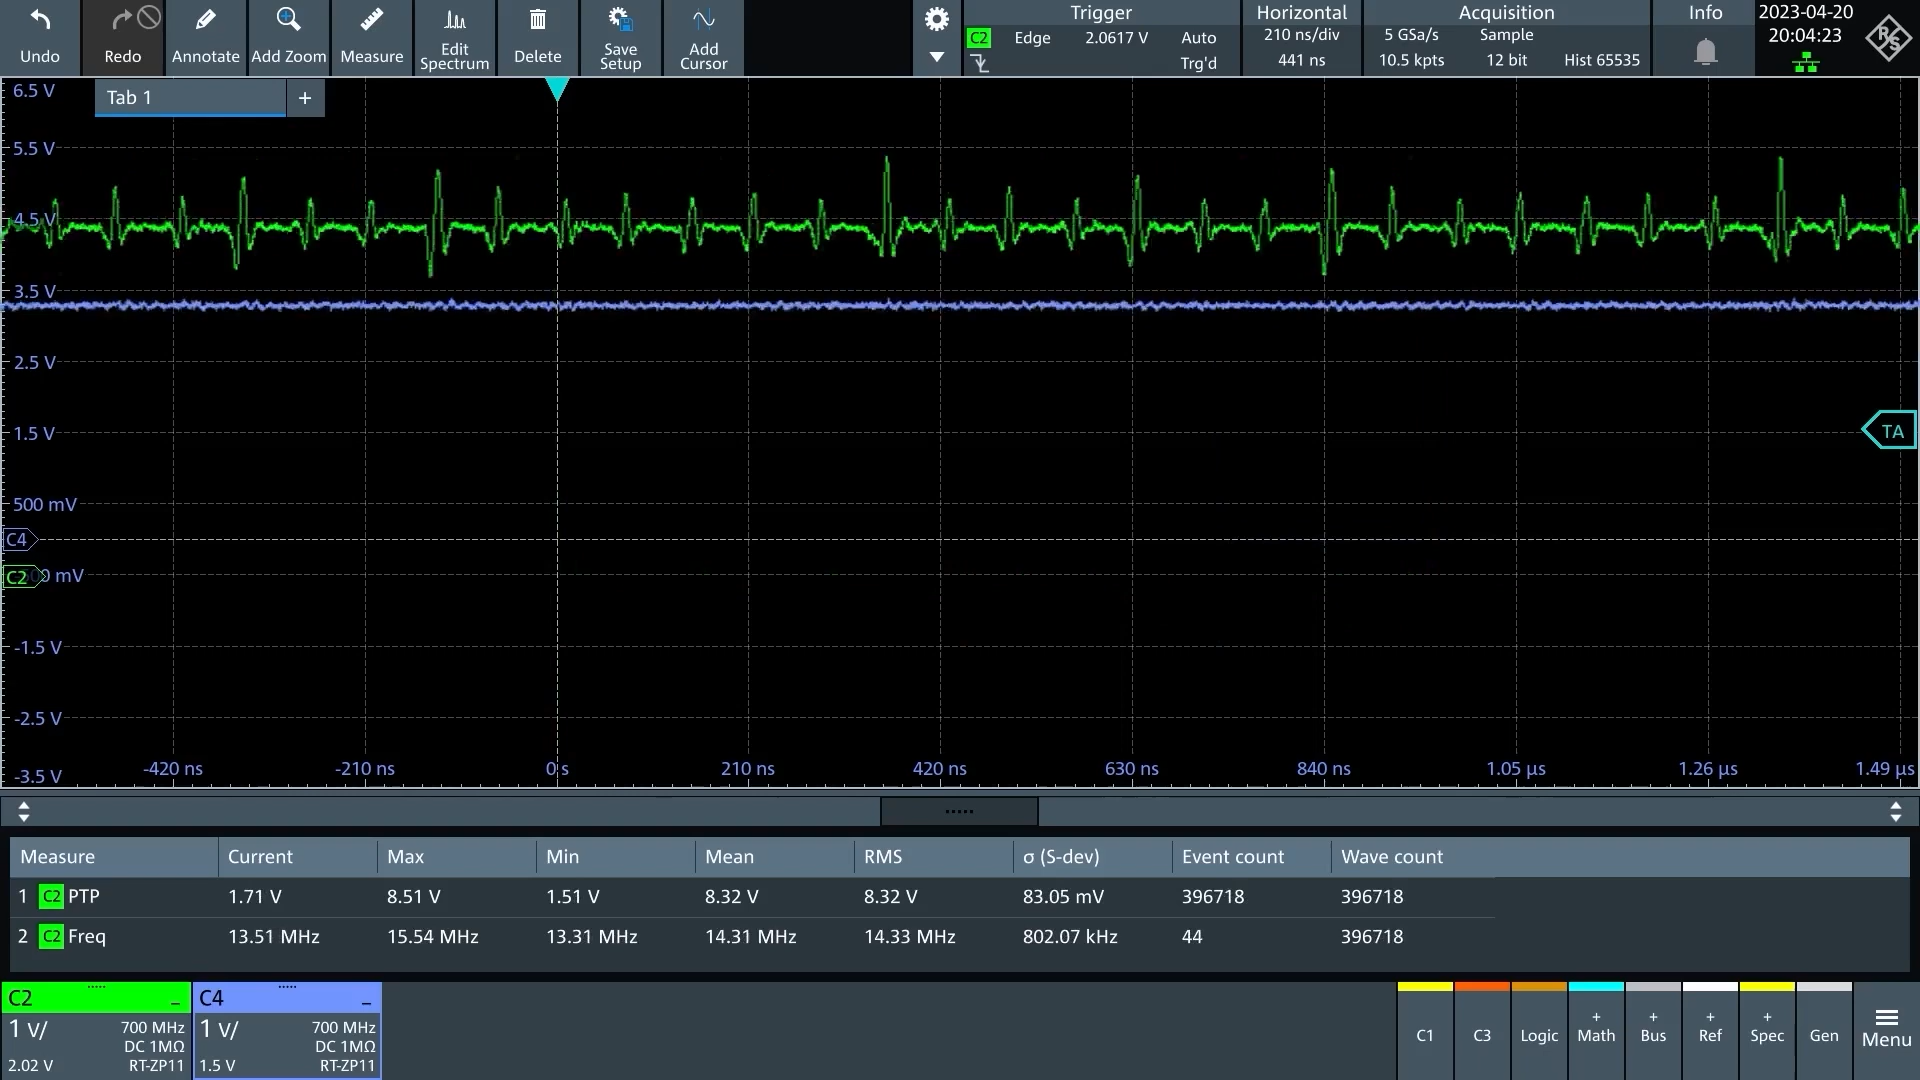 Undo
Redo
Annotate
Add Zoom
Measure
Edit
Spectrum
Delete
Save
Setup
Add
Cursor
Trigger
C2 Edge 2.0617 V Auto
Trg'd
Horizontal
210 ns/div
441 ns
Acquisition
5 GSa/s Sample
10.5 kpts 12 bit Hist 65535
Info
2023-04-20
20:04:23
R S
Tab 1 +
6.5 V
5.5 V
4.5 V
3.5 V
2.5 V
1.5 V
TA
500 mV
C4
C2 00 mV
-1.5 V
-2.5 V
-3.5 V
-420 ns -210 ns 0 s 210 ns 420 ns 630 ns 840 ns 1.05 µs 1.26 µs 1.49 µs
Measure Current Max Min Mean RMS σ (S-dev) Event count Wave count
1 C2 PTP 1.71 V 8.51 V 1.51 V 8.32 V 8.32 V 83.05 mV 396718 396718
2 C2 Freq 13.51 MHz 15.54 MHz 13.31 MHz 14.31 MHz 14.33 MHz 802.07 kHz 44 396718
C2
1 V/ 700 MHz
DC 1MΩ
2.02 V RT-ZP11
C4
1 V/ 700 MHz
DC 1MΩ
1.5 V RT-ZP11
C1
C3
Logic
+
Math
+
Bus
+
Ref
+
Spec
Gen
Menu